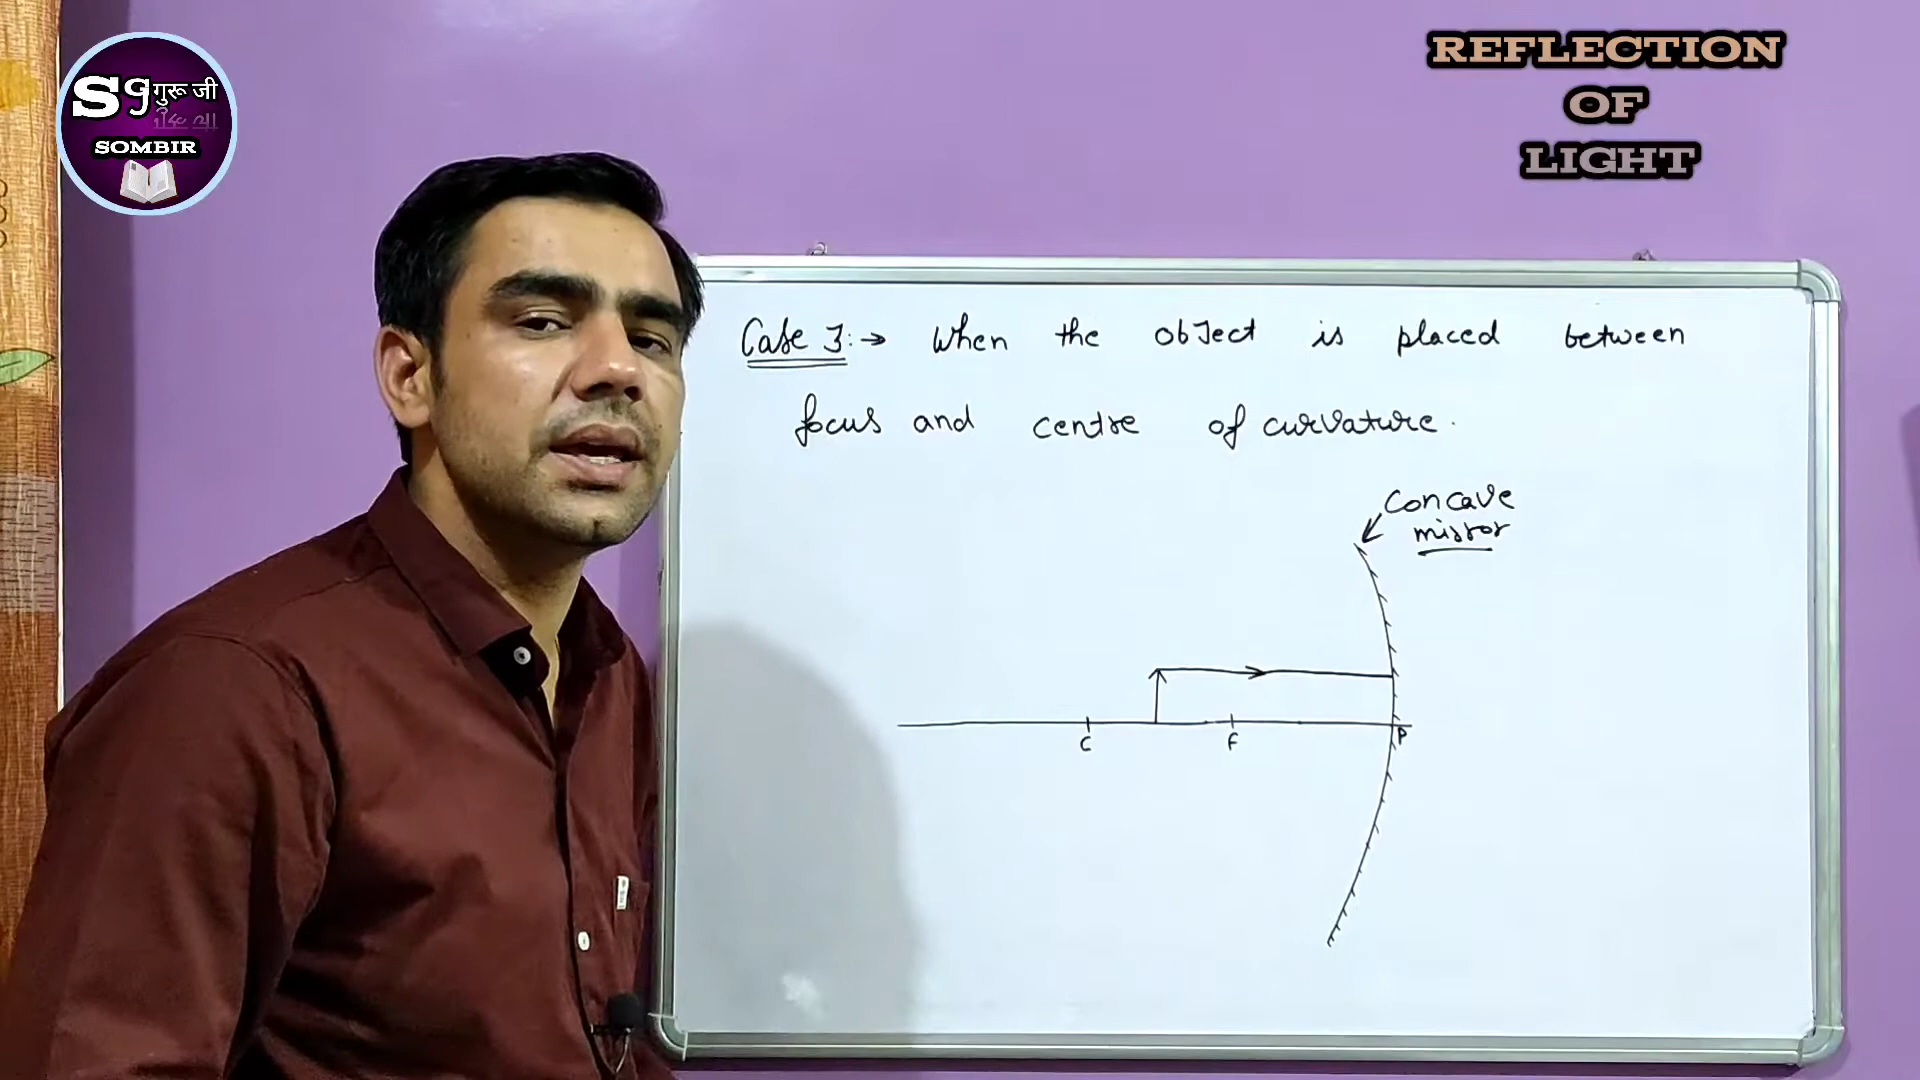 Sg गुरू जी
SOMBIR
REFLECTION
OF
LIGHT
Case 3:→ When the obJect is placed between
focus and centre of curvature.
Concave
mirror
C
F
P